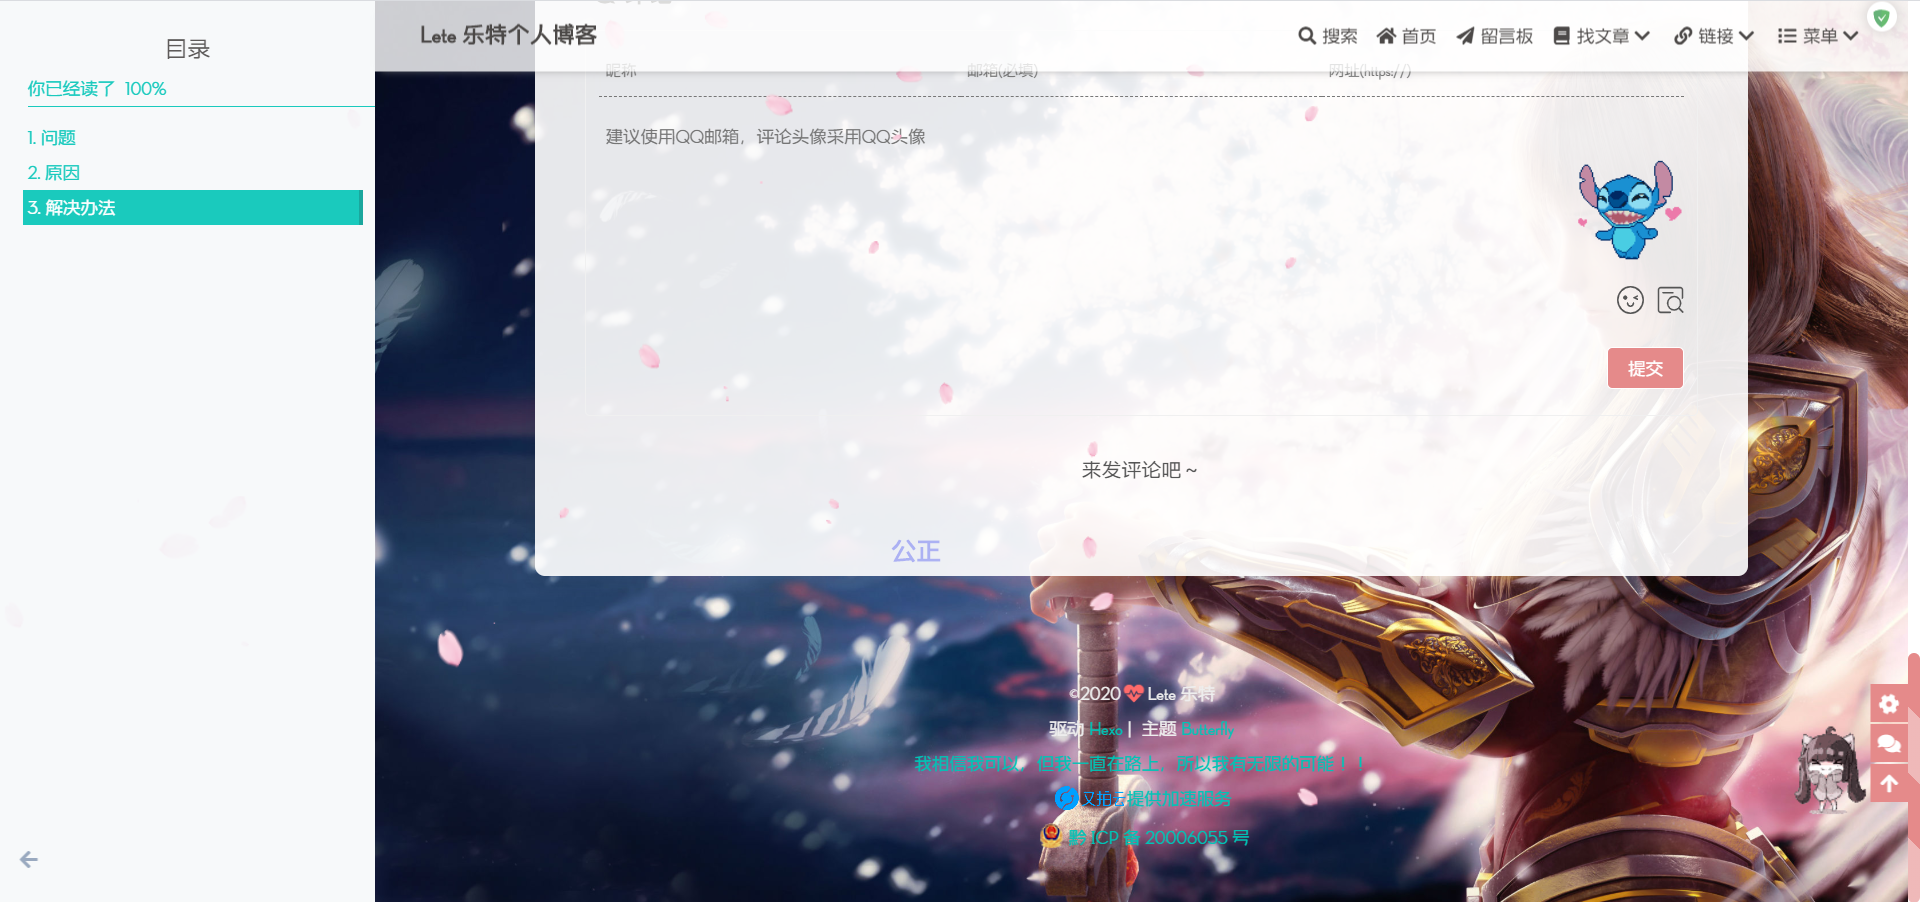 Lete 乐特个人博客
搜索 首页 留言板 找文章 链接 菜单
目录
你已经读了 100%
1. 问题
2. 原因
3. 解决办法
昵称 邮箱(必填) 网址(https://)
建议使用QQ邮箱，评论头像采用QQ头像
提交
来发评论吧~
公正
©2020 Lete 乐特
驱动 Hexo | 主题 Butterfly
我相信我可以，但我一直在路上，所以我有无限的可能！！
又拍云提供加速服务
黔 ICP 备 20006055 号